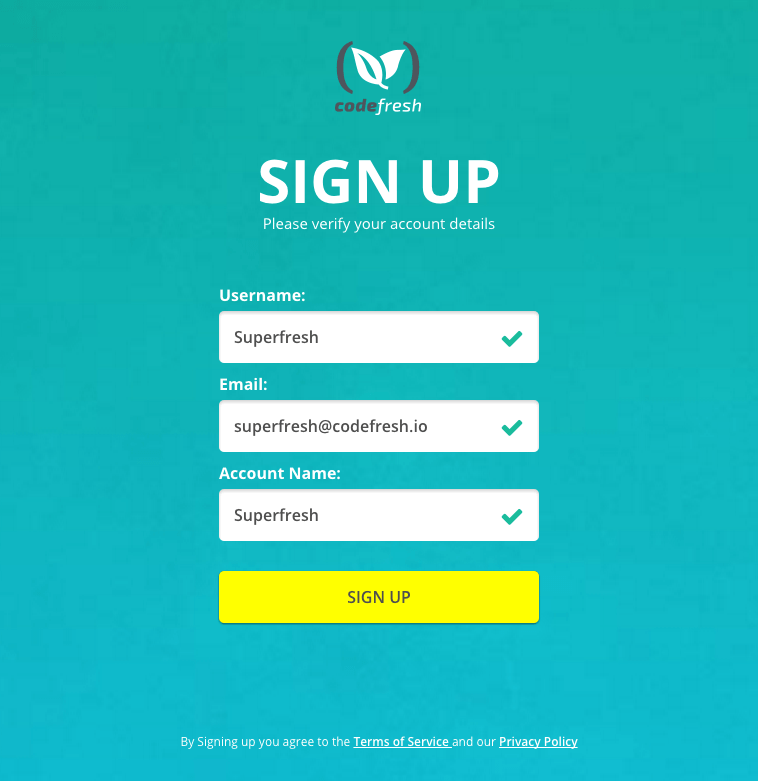 codefresh
SIGN UP
Please verify your account details
Username:
Superfresh
Email:
superfresh@codefresh.io
Account Name:
Superfresh
SIGN UP
By Signing up you agree to the Terms of Service and our Privacy Policy